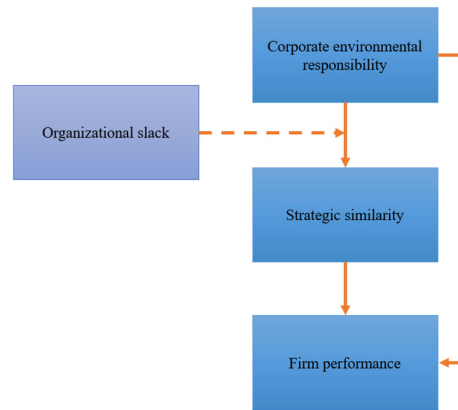 Corporate environmental
responsibility
Organizational slack
Strategic similarity
Firm performance